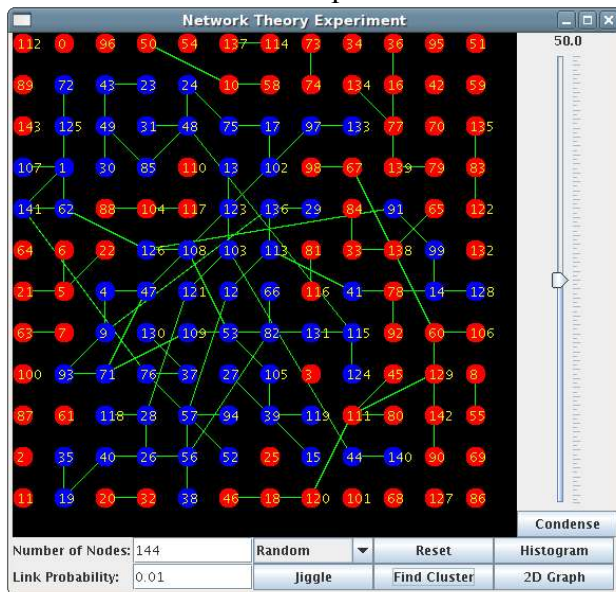 Network Theory Experiment
112 0 96 50 54 137 114 73 34 36 95 51
50.0
89 72 43 23 24 10 58 74 134 16 42 59
143 125 49 31 48 75 17 97 133 77 70 135
107 1 30 85 110 13 102 98 67 139 79 83
141 62 88 104 117 123 136 29 84 91 65 122
64 6 22 126 108 103 113 81 33 138 99 132
21 5 4 47 121 12 66 116 41 78 14 128
63 7 9 130 109 53 82 131 115 92 60 106
100 93 71 76 37 27 105 3 124 45 129 8
87 61 118 28 57 94 39 119 111 80 142 55
2 35 40 26 56 52 25 15 44 140 90 69
11 19 20 32 38 46 18 120 101 68 127 86
Condense
Number of Nodes: 144 Random Reset Histogram
Link Probability: 0.01 Jiggle Find Cluster 2D Graph